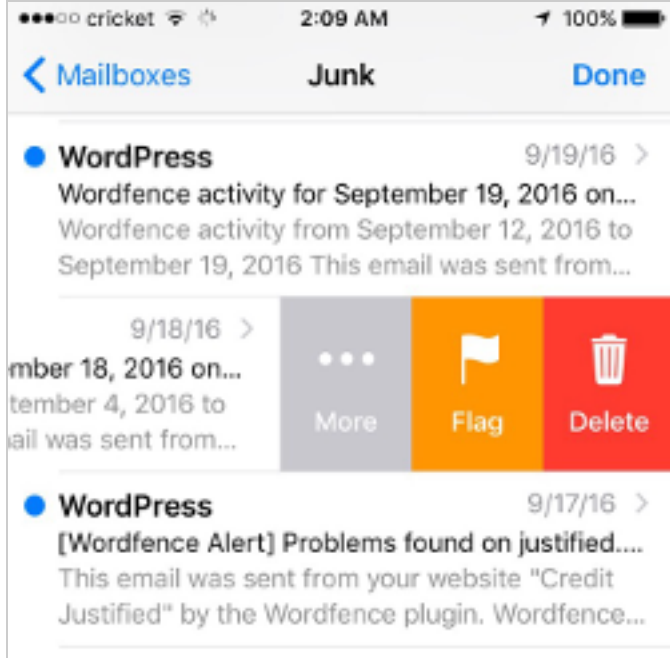 cricket 2:09 AM 100%
Mailboxes Junk Done
WordPress 9/19/16
Wordfence activity for September 19, 2016 on...
Wordfence activity from September 12, 2016 to
September 19, 2016 This email was sent from...
9/18/16
mber 18, 2016 on...
tember 4, 2016 to
ail was sent from...
More Flag Delete
WordPress 9/17/16
[Wordfence Alert] Problems found on justified....
This email was sent from your website "Credit
Justified" by the Wordfence plugin. Wordfence...